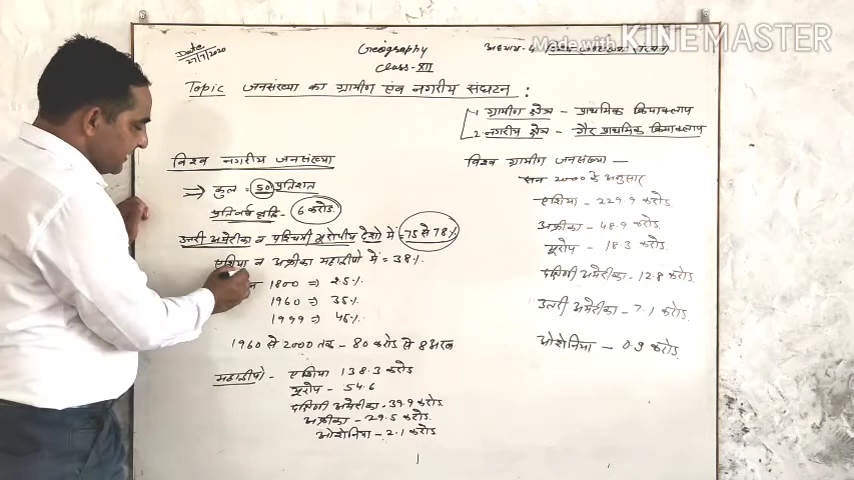 Made with KINEMASTER
Date
27/7/2020
Geography
अध्याय-4
Class-XII
Topic जनसंख्या का ग्रामीण एंव नगरीय संघटन :
1 ग्रामीण क्षेत्र - प्राथमिक क्रियाक्लाप
2 नगरीय क्षेत्र - गैर प्राथमिक क्रियाक्लाप
विश्व नगरीय जनसंख्या
⇒ कुल = 50 प्रतिशत
प्रतिवर्ष वृद्धि - 6 करोड़
उत्तरी अमेरीका व पश्चिमी यूरोपीय देशो में = 75 से 78 %
एशिया व अफ्रीका महाद्वीपो में = 38%
1800 ⇒ 2.5%
1960 ⇒ 35%
1999 ⇒ 45%
1960 से 2000 तक - 80 करोड़ से 8 अरब
महाद्वीपो - एशिया 138.3 करोड़
यूरोप - 54.6
दक्षिणी अमेरीका - 39.9 करोड़
अफ्रीका - 29.5 करोड़
ओशेनिया - 2.1 करोड़
विश्व ग्रामीण जनसंख्या -
सन 2000 के अनुसार
एशिया - 229.9 करोड़
अफ्रीका - 48.9 करोड़
यूरोप - 18.3 करोड़
दक्षिणी अमेरीका - 12.8 करोड़
उत्तरी अमेरीका - 7.1 करोड़
ओशेनिया - 0.9 करोड़